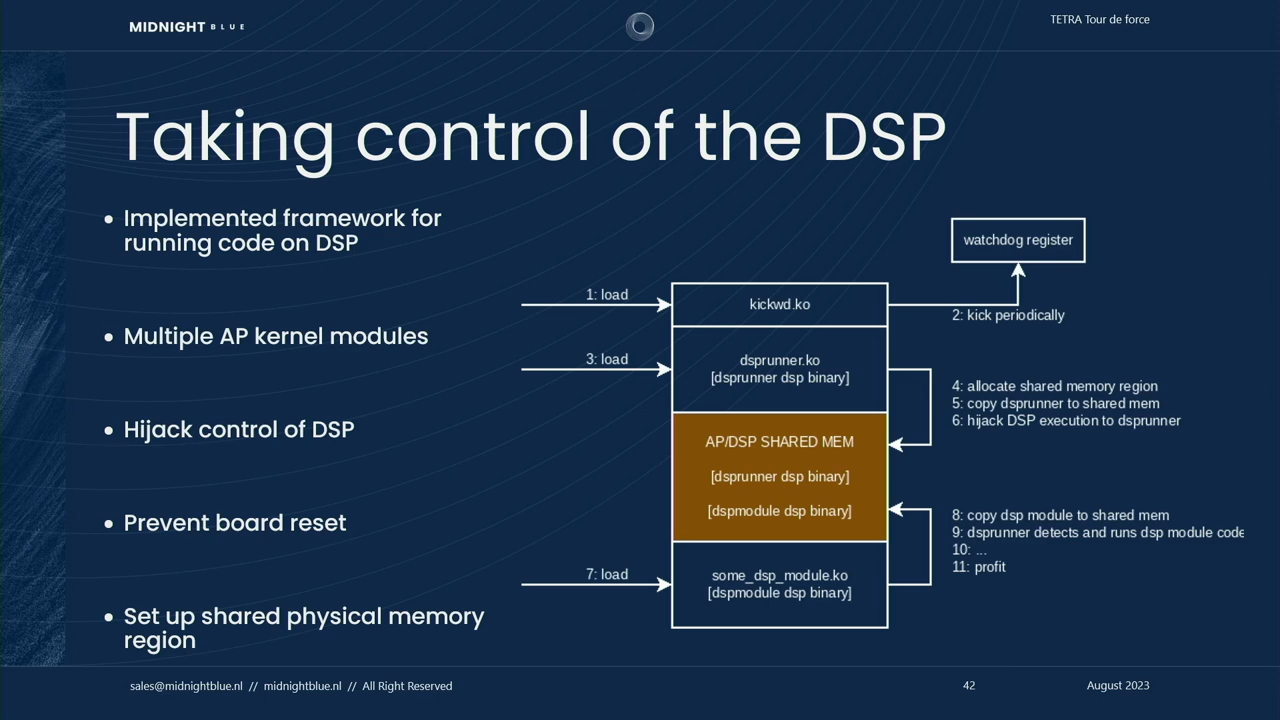 MIDNIGHT BLUE
TETRA Tour de force
Taking control of the DSP
• Implemented framework for
running code on DSP
• Multiple AP kernel modules
• Hijack control of DSP
• Prevent board reset
• Set up shared physical memory
region
watchdog register
1: load
kickwd.ko
2: kick periodically
3: load
dsprunner.ko
[dsprunner dsp binary]
4: allocate shared memory region
5: copy dsprunner to shared mem
6: hijack DSP execution to dsprunner
AP/DSP SHARED MEM
[dsprunner dsp binary]
[dspmodule dsp binary]
8: copy dsp module to shared mem
9: dsprunner detects and runs dsp module code
10: ...
11: profit
7: load
some_dsp_module.ko
[dspmodule dsp binary]
sales@midnightblue.nl // midnightblue.nl // All Right Reserved
42
August 2023